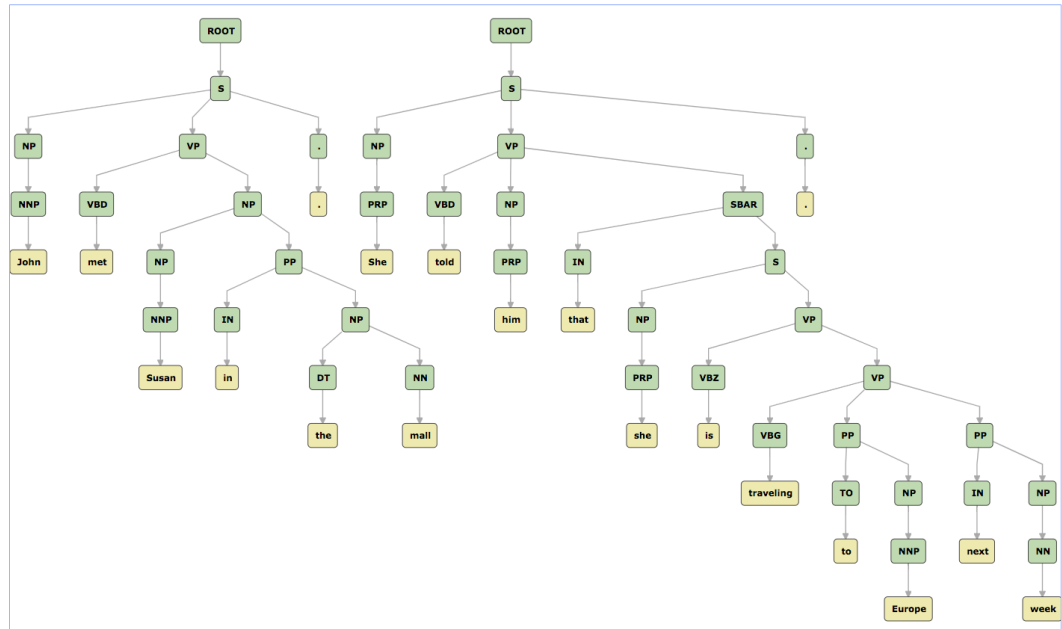 ROOT ROOT
S S
NP VP . NP VP .
NNP VBD NP . PRP VBD NP SBAR .
John met NP PP She told PRP IN S
NNP IN NP him that NP VP
Susan in DT NN PRP VBZ VP
the mall she is VBG PP PP
traveling TO NP IN NP
to NNP next NN
Europe week